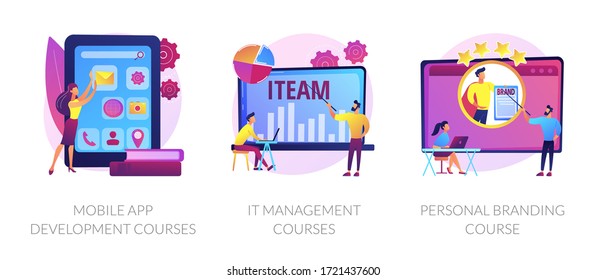 ITEAM
BRAND
MOBILE APP
DEVELOPMENT COURSES
IT MANAGEMENT
COURSES
PERSONAL BRANDING
COURSE
shutterstock.com · 1721437600